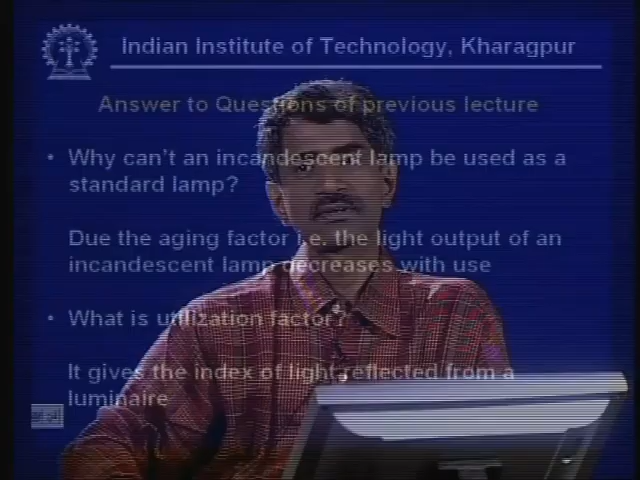 Indian Institute of Technology, Kharagpur
Answer to Questions of previous lecture
• Why can't an incandescent lamp be used as a
standard lamp?
Due the aging factor i.e. the light output of an
incandescent lamp decreases with use
• What is utilization factor?
It gives the index of light reflected from a
luminaire